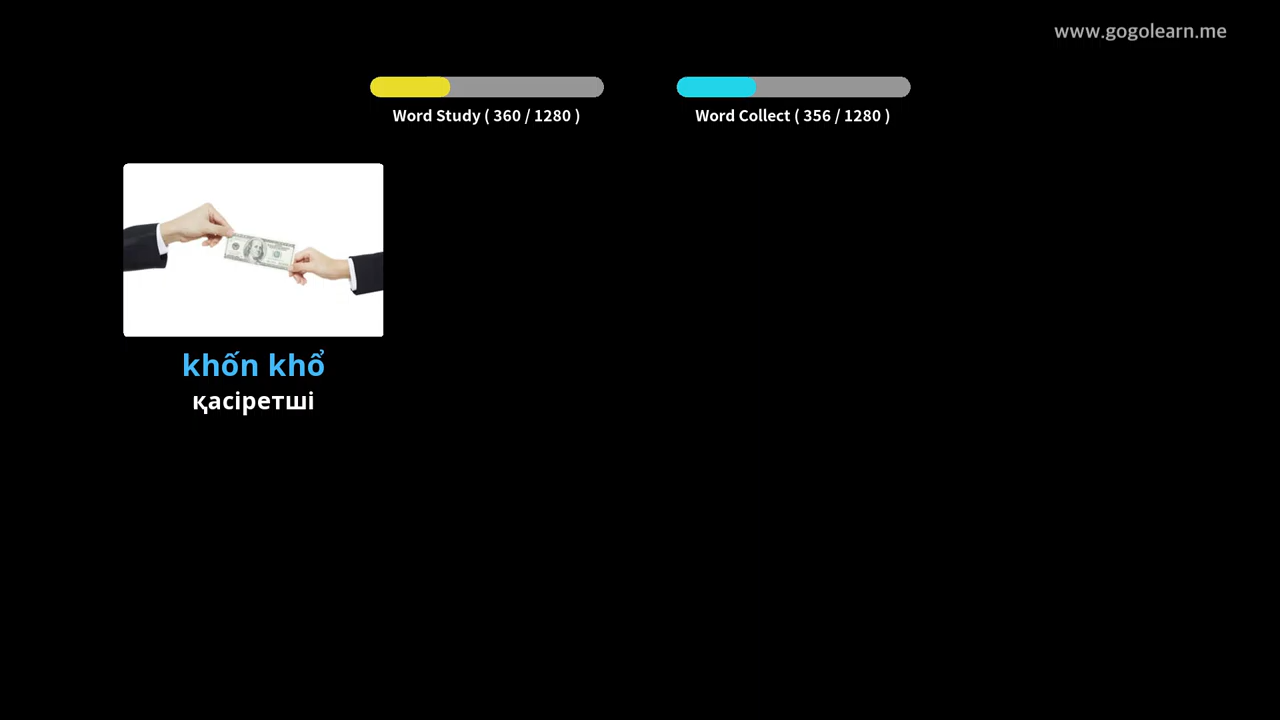 www.gogolearn.me
Word Study ( 360 / 1280 )
Word Collect ( 356 / 1280 )
khốn khổ
қасіретші